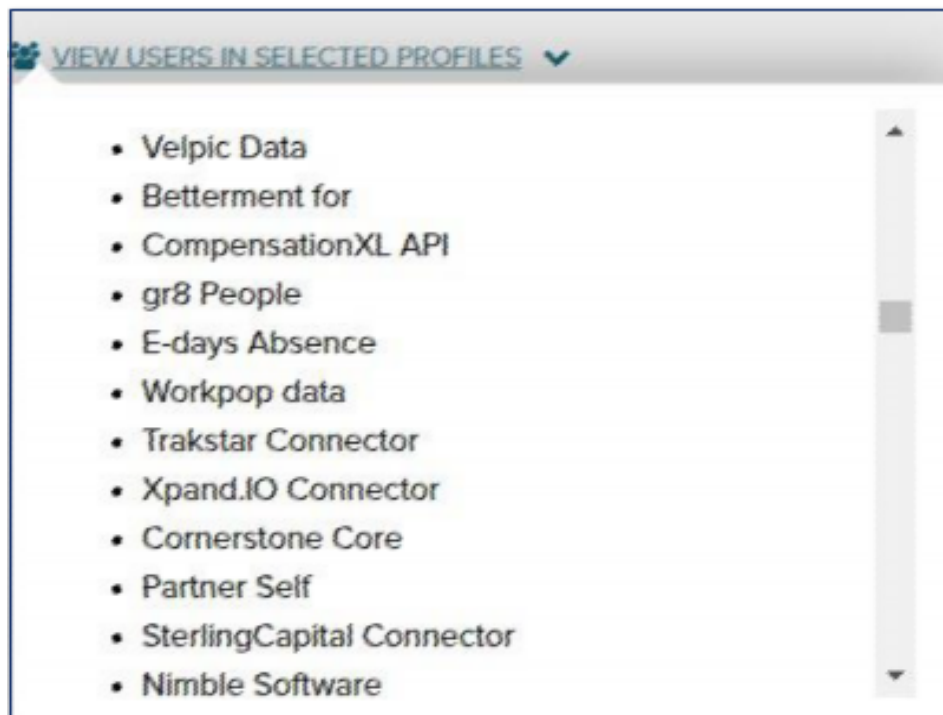 VIEW USERS IN SELECTED PROFILES
• Velpic Data
• Betterment for
• CompensationXL API
• gr8 People
• E-days Absence
• Workpop data
• Trakstar Connector
• Xpand.IO Connector
• Cornerstone Core
• Partner Self
• SterlingCapital Connector
• Nimble Software